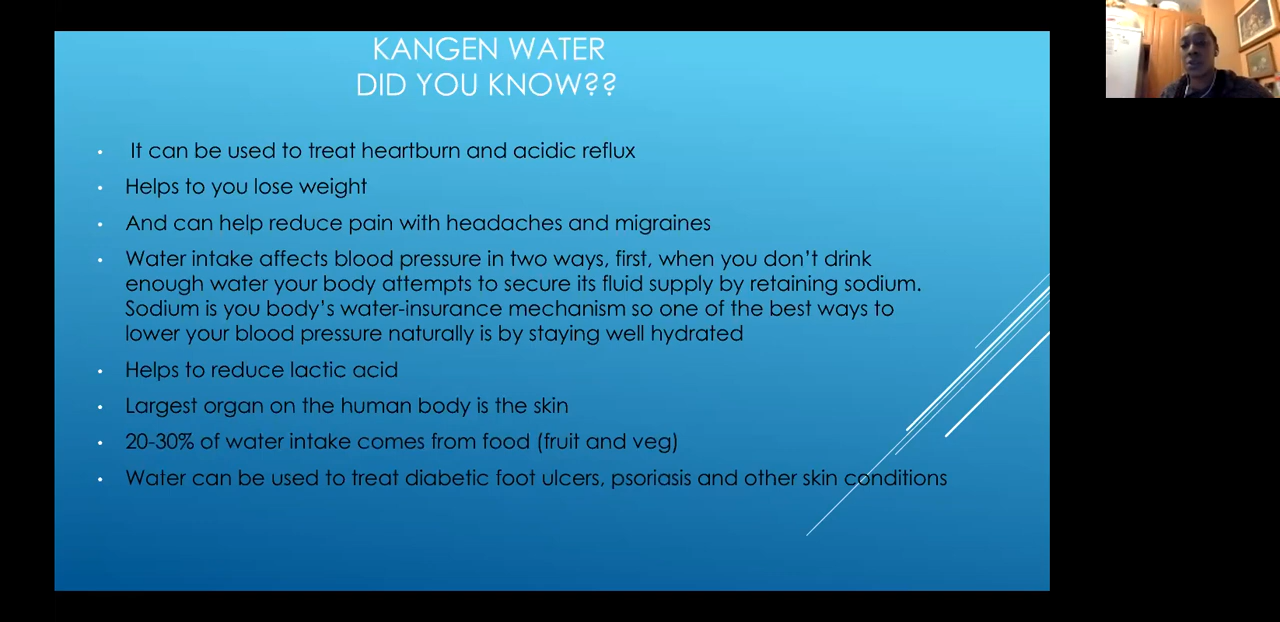 KANGEN WATER
DID YOU KNOW??
• It can be used to treat heartburn and acidic reflux
• Helps to you lose weight
• And can help reduce pain with headaches and migraines
• Water intake affects blood pressure in two ways, first, when you don't drink
enough water your body attempts to secure its fluid supply by retaining sodium.
Sodium is you body's water-insurance mechanism so one of the best ways to
lower your blood pressure naturally is by staying well hydrated
• Helps to reduce lactic acid
• Largest organ on the human body is the skin
• 20-30% of water intake comes from food (fruit and veg)
• Water can be used to treat diabetic foot ulcers, psoriasis and other skin conditions